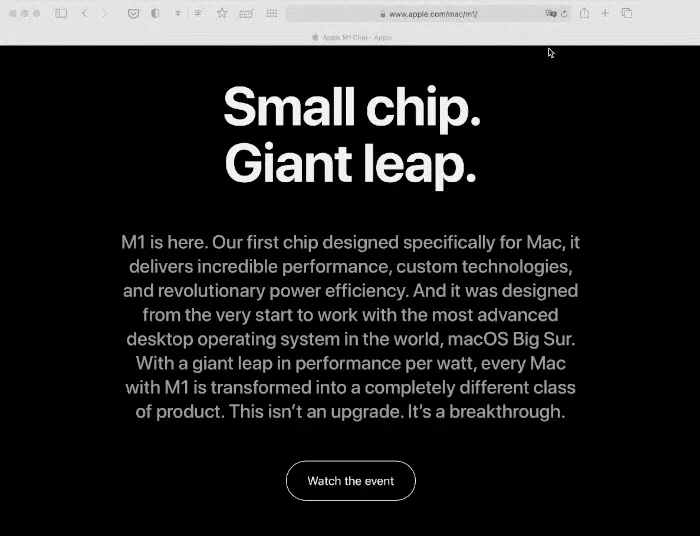 www.apple.com/mac/m1/
Apple M1 Chip - Apple
Small chip.
Giant leap.
M1 is here. Our first chip designed specifically for Mac, it
delivers incredible performance, custom technologies,
and revolutionary power efficiency. And it was designed
from the very start to work with the most advanced
desktop operating system in the world, macOS Big Sur.
With a giant leap in performance per watt, every Mac
with M1 is transformed into a completely different class
of product. This isn’t an upgrade. It’s a breakthrough.
Watch the event